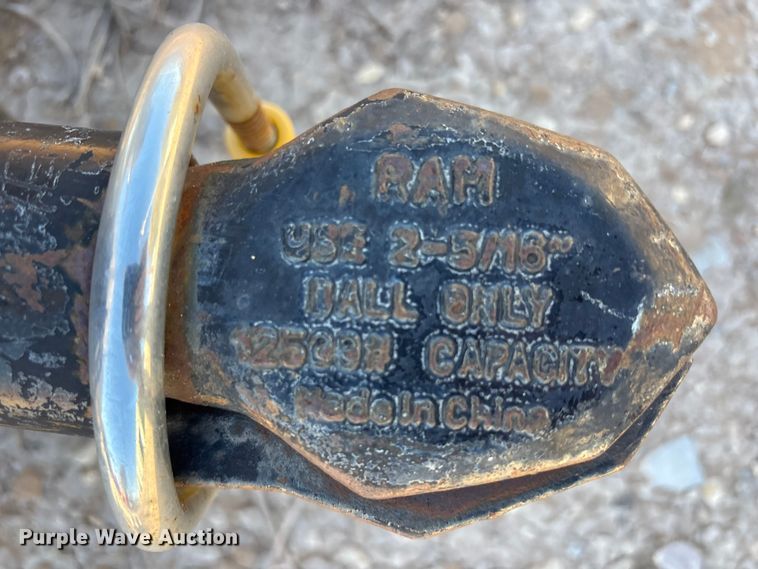 RAM
USE 2-5/16"
BALL ONLY
12500# CAPACITY
Made In China
Purple Wave Auction